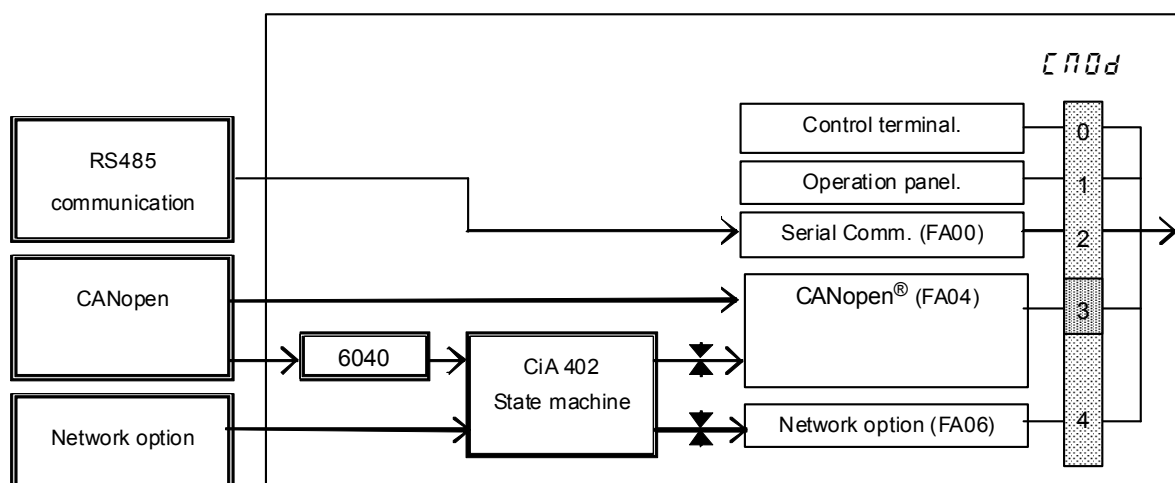 CMOd
Control terminal.
0
RS485
communication
Operation panel.
1
Serial Comm. (FA00)
2
CANopen
CANopen® (FA04)
3
6040
CiA 402
State machine
Network option
Network option (FA06)
4